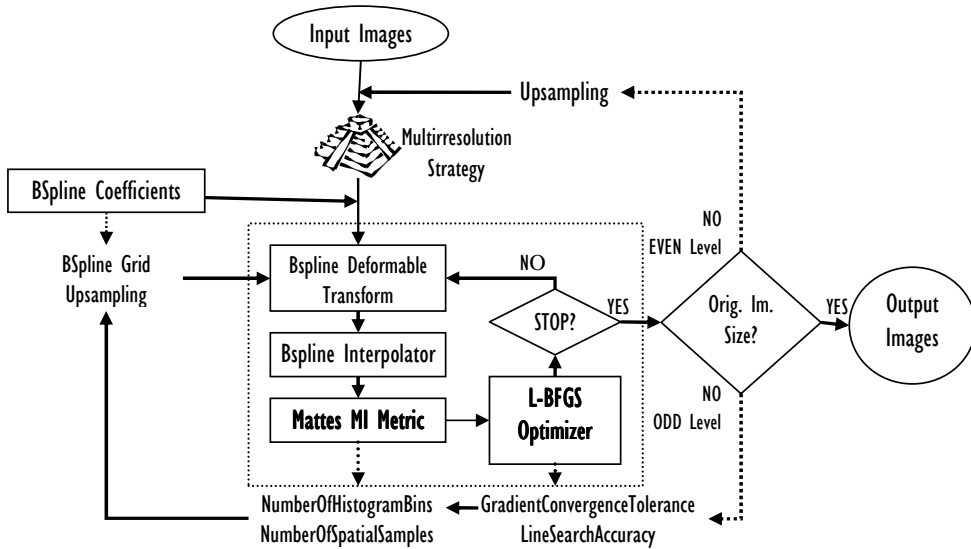 Input Images
Upsampling
Multirresolution
Strategy
BSpline Coefficients
NO
EVEN Level
BSpline Grid
Upsampling
Bspline Deformable
Transform
NO
STOP?
YES
Orig. Im.
Size?
YES
Output
Images
Bspline Interpolator
Mattes MI Metric
L-BFGS
Optimizer
NO
ODD Level
NumberOfHistogramBins
NumberOfSpatialSamples
GradientConvergenceTolerance
LineSearchAccuracy